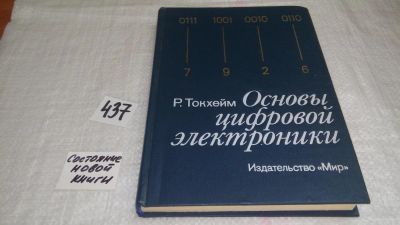 0111 1001 0010 0110
7 9 2 6
Р. Токхейм Основы
цифровой
электроники
Издательство «Мир»
437
Состояние
новой
книги